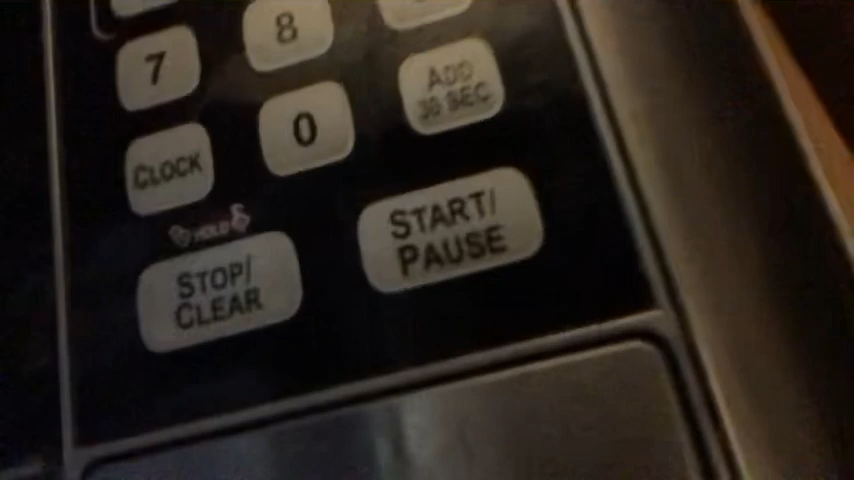 8
7
ADD
30 SEC
0
CLOCK
HOLD
START/
PAUSE
STOP/
CLEAR